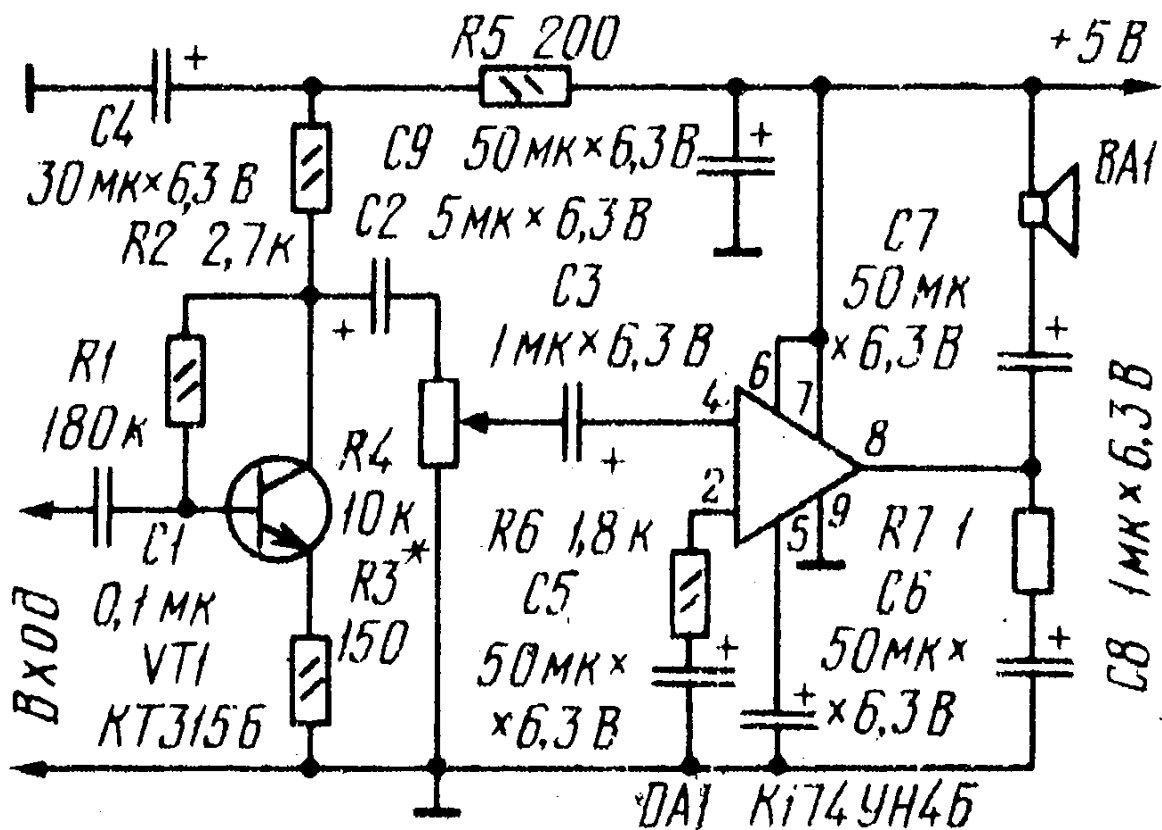 R5 200
+5 В
+
C4
30 мк×6,3 В
C9 50 мк×6,3 В
+
BA1
R2 2,7к
C2 5 мк × 6,3 В
C7
50 мк
× 6,3 В
+
+
C3
1 мк × 6,3 В
R1
180 к
4
6
7
8
+
R4
10 к
2
5
9
C1
0,1 мк
R3*
150
R6 1,8 к
C5
50 мк ×
× 6,3 В
+
R7 1
C6
50 мк ×
× 6,3 В
+
+
C8 1 мк × 6,3 В
Вход
VT1
КТ315Б
DA1 К174УН4Б